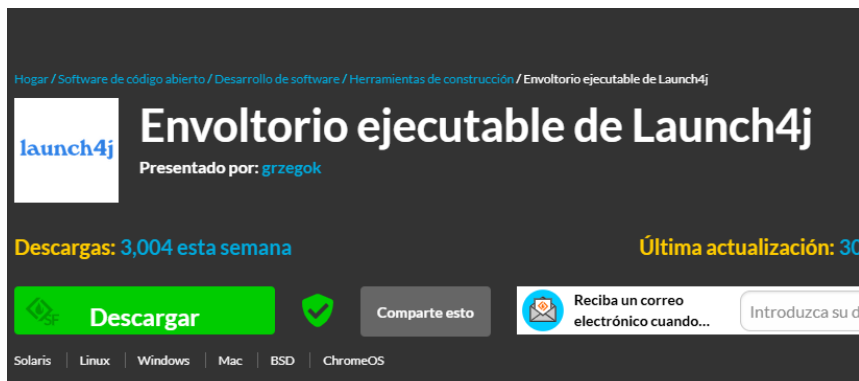 Hogar / Software de código abierto / Desarrollo de software / Herramientas de construcción / Envoltorio ejecutable de Launch4j
launch4j
Envoltorio ejecutable de Launch4j
Presentado por: grzegok
Descargas: 3,004 esta semana
Última actualización: 30
SF
Descargar
Comparte esto
Reciba un correo
electrónico cuando...
Introduzca su d
Solaris | Linux | Windows | Mac | BSD | ChromeOS